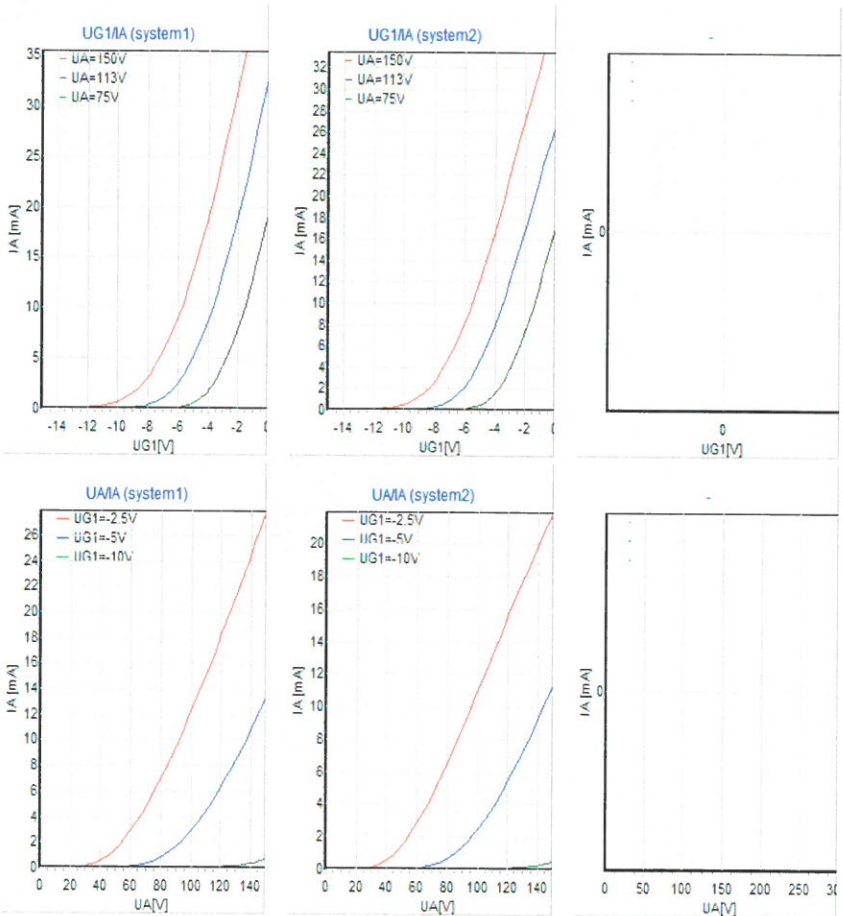 UG1/IA (system1)
35
30
25
20
15
10
5
0
IA [mA]
UA=150V
UA=113V
UA=75V
-14 -12 -10 -8 -6 -4 -2 0
UG1[V]
UG1/IA (system2)
32
30
28
26
24
22
20
18
16
14
12
10
8
6
4
2
0
IA [mA]
UA=150V
UA=113V
UA=75V
-14 -12 -10 -8 -6 -4 -2 0
UG1[V]
-
0
IA [mA]
0
UG1[V]
UA/IA (system1)
26
24
22
20
18
16
14
12
10
8
6
4
2
0
IA [mA]
UG1=-2.5V
UG1=-5V
UG1=-10V
0 20 40 60 80 100 120 140
UA[V]
UA/IA (system2)
20
18
16
14
12
10
8
6
4
2
0
IA [mA]
UG1=-2.5V
UG1=-5V
UG1=-10V
0 20 40 60 80 100 120 140
UA[V]
-
0
IA [mA]
0 50 100 150 200 250 30
UA[V]